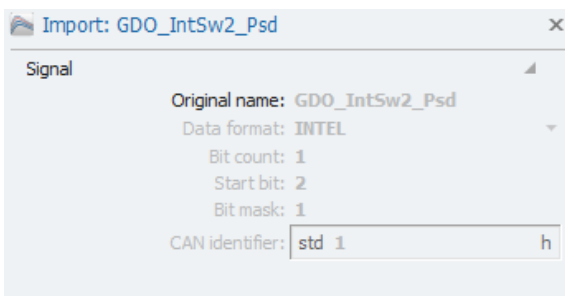 Import: GDO_IntSw2_Psd
Signal
Original name: GDO_IntSw2_Psd
Data format: INTEL
Bit count: 1
Start bit: 2
Bit mask: 1
CAN identifier: std 1 h